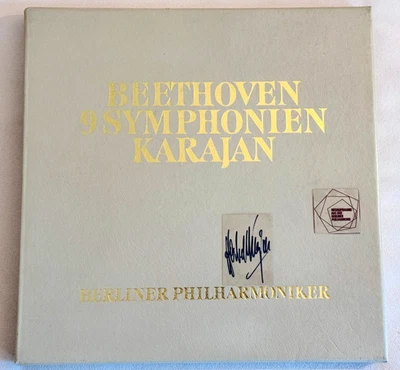 BEETHOVEN
9 SYMPHONIEN
KARAJAN
BERLINER PHILHARMONIKER